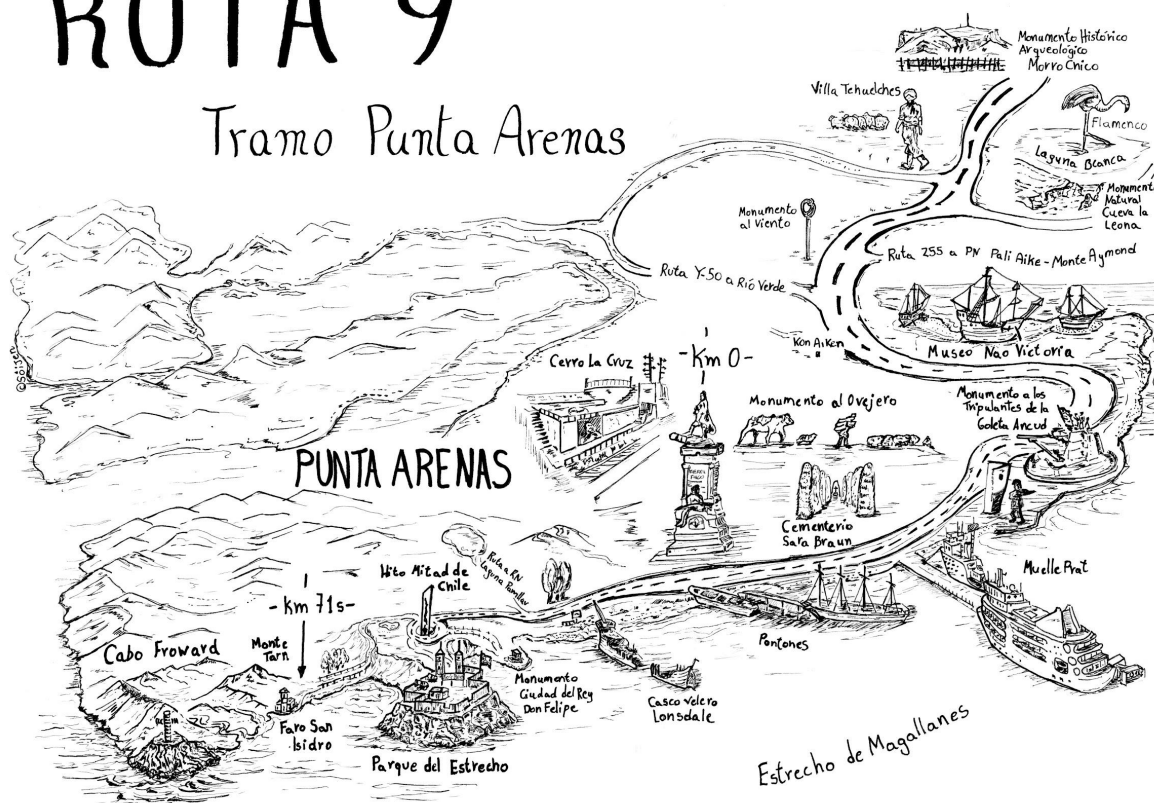 RUTA 9
Tramo Punta Arenas
Monumento Histórico
Arqueológico
Morro Chico
Villa Tehuelches
Flamenco
Laguna Blanca
Monumento
al Viento
Monument
Natural
Cueva la
Leona
Ruta 255 a PN Pali Aike - Monte Aymond
Ruta Y-50 a Río Verde
Kon Aiken
Museo Nao Victoria
©Söisen
Cerro La Cruz
- Km 0 -
Monumento al Ovejero
Monumento a los
Tripulantes de la
Goleta Ancud
PUNTA ARENAS
Cementerio
Sara Braun
Hito Mitad de
Chile
Ruta a RN
Laguna Parrillar
Muelle Prat
- Km 71s -
Cabo Froward
Monte
Tarn
Pontones
Monumento
Ciudad del Rey
Don Felipe
Casco velero
Lonsdale
Faro San
Isidro
Parque del Estrecho
Estrecho de Magallanes